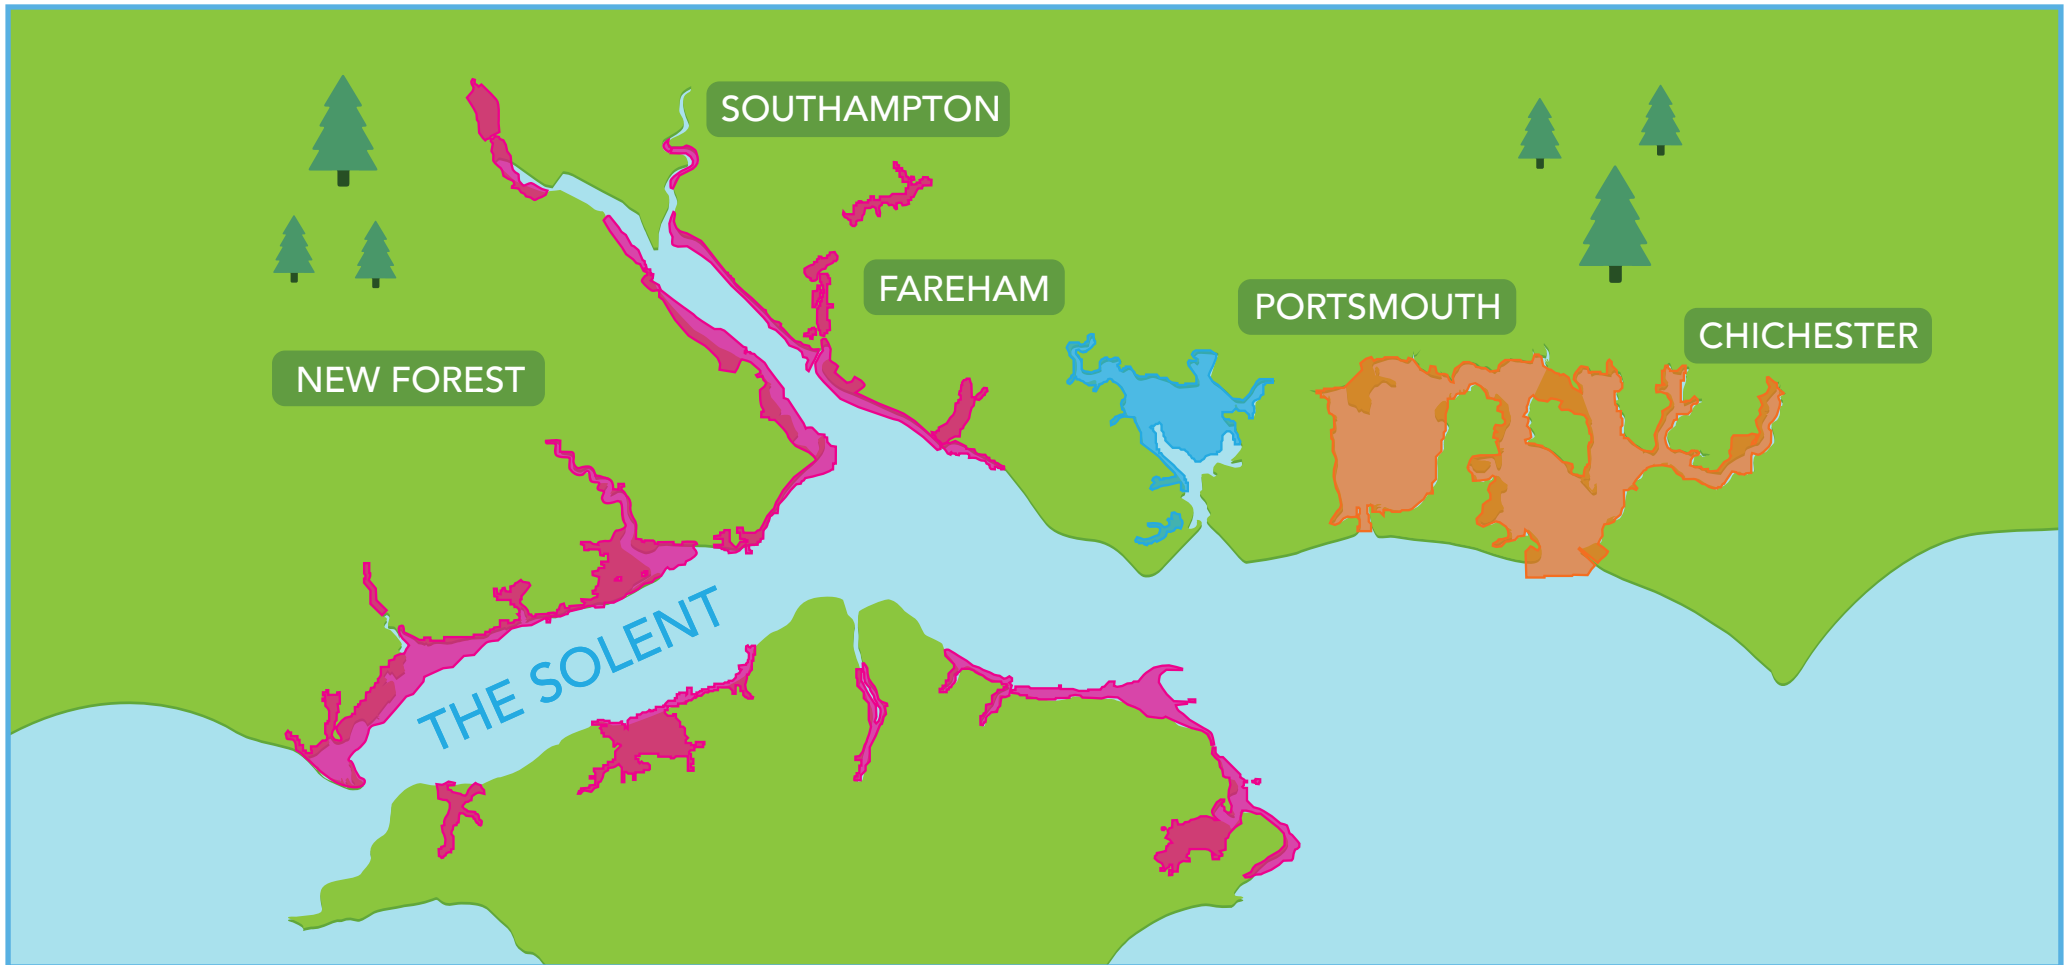 SOUTHAMPTON
FAREHAM
PORTSMOUTH
CHICHESTER
NEW FOREST
THE SOLENT